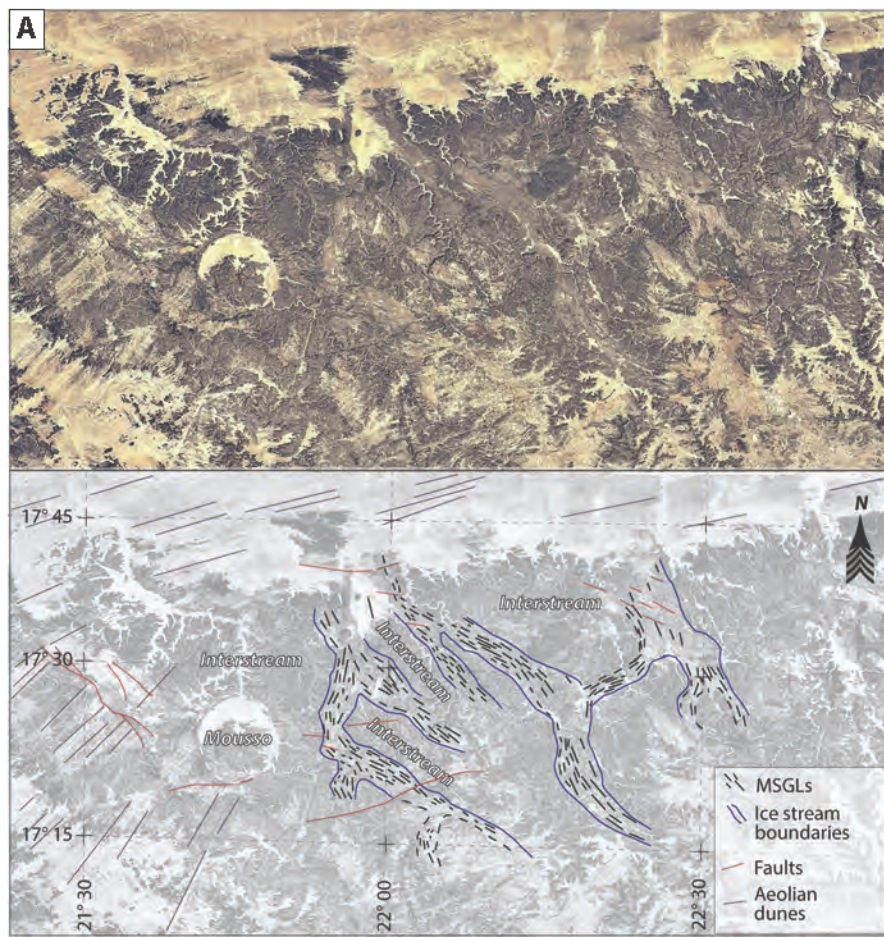 A
N
17° 45
Interstream
Interstream
17° 30
Interstream
Mousso
Interstream
17° 15
21° 30
22° 00
22° 30
MSGLs
Ice stream
boundaries
Faults
Aeolian
dunes